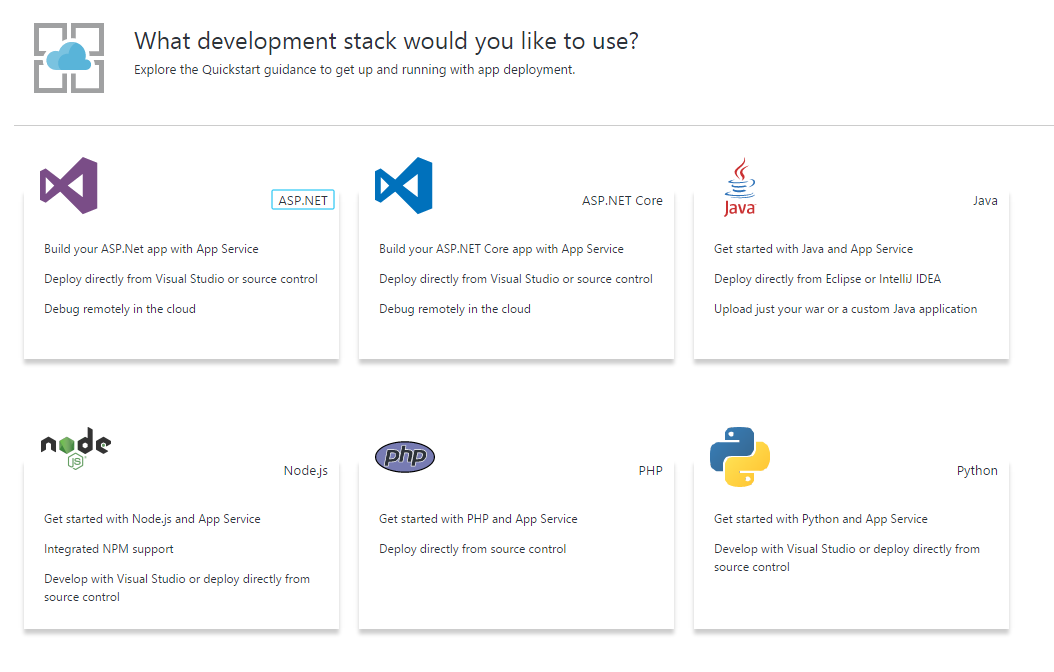 What development stack would you like to use?
Explore the Quickstart guidance to get up and running with app deployment.
ASP.NET
Build your ASP.Net app with App Service
Deploy directly from Visual Studio or source control
Debug remotely in the cloud
ASP.NET Core
Build your ASP.NET Core app with App Service
Deploy directly from Visual Studio or source control
Debug remotely in the cloud
Java
Java
Get started with Java and App Service
Deploy directly from Eclipse or IntelliJ IDEA
Upload just your war or a custom Java application
node
JS
Node.js
Get started with Node.js and App Service
Integrated NPM support
Develop with Visual Studio or deploy directly from
source control
php
PHP
Get started with PHP and App Service
Deploy directly from source control
Python
Get started with Python and App Service
Develop with Visual Studio or deploy directly from
source control